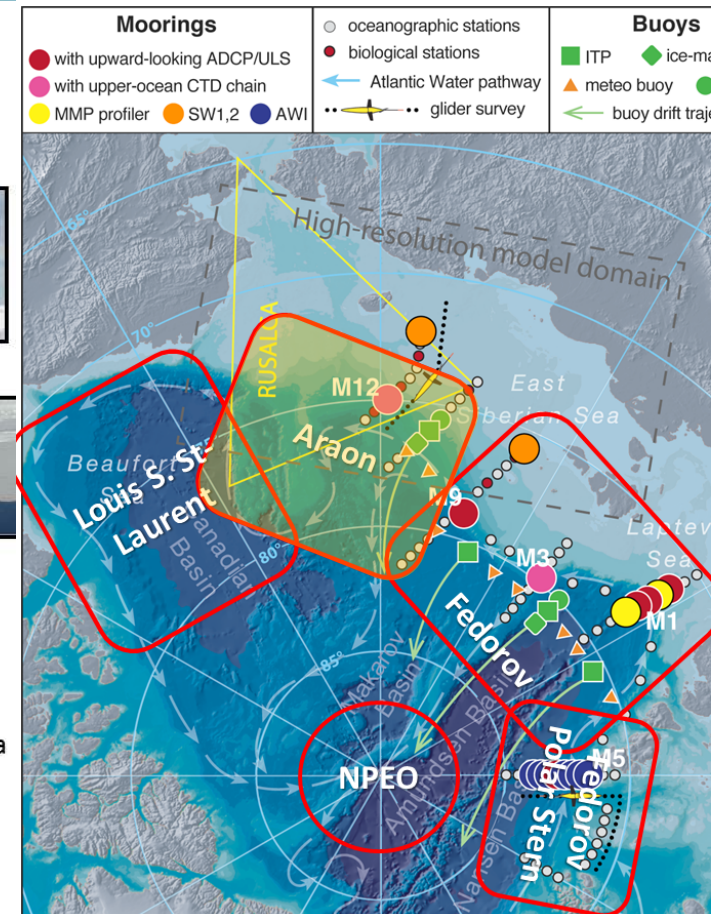 Moorings
with upward-looking ADCP/ULS
with upper-ocean CTD chain
MMP profiler SW1,2 AWI
oceanographic stations
biological stations
Atlantic Water pathway
glider survey
Buoys
ITP
meteo buoy
buoy drift
High-resolution model domain
70°
RUSALCA
M12
East
Siberian Sea
Araon
Beaufort
Louis S. St-
Laurent
Canadian
Basin
80°
M9
Laptev
Sea
M3
M1
Fedorov
85°
Makarov
Basin
NPEO
Amundsen Basin
Nansen
M5
Polar Stern
Fedorov
a